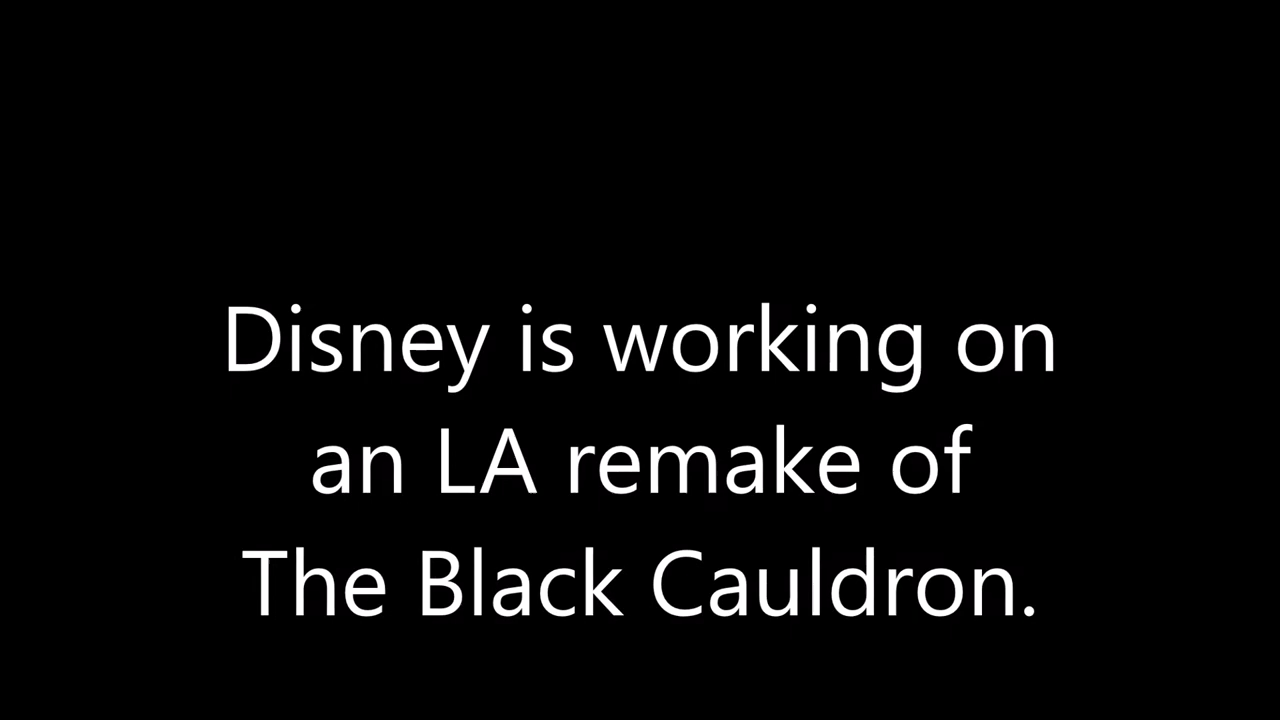 Disney is working on
an LA remake of
The Black Cauldron.